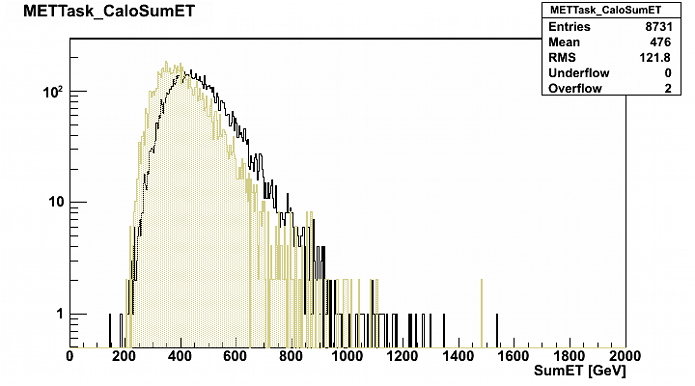 METTask_CaloSumET
METTask_CaloSumET
Entries 8731
Mean 476
RMS 121.8
Underflow 0
Overflow 2
10²
10
1
0 200 400 600 800 1000 1200 1400 1600 1800 2000
SumET [GeV]